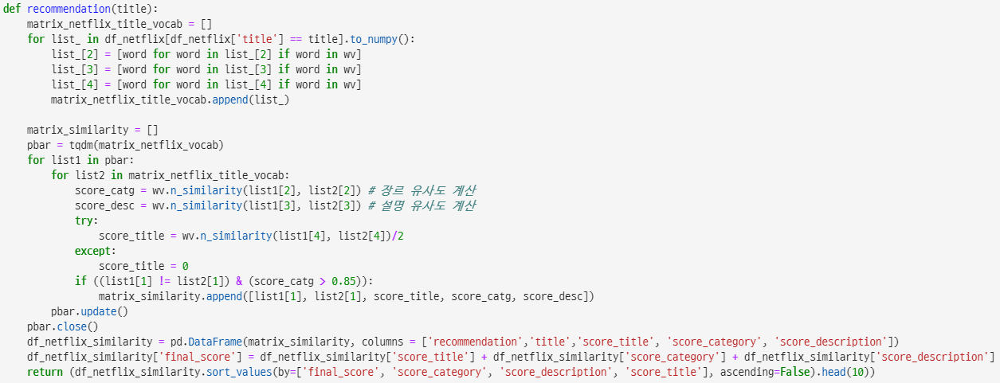 def recommendation(title):
    matrix_netflix_title_vocab = []
    for list_ in df_netflix[df_netflix['title'] == title].to_numpy():
        list_[2] = [word for word in list_[2] if word in wv]
        list_[3] = [word for word in list_[3] if word in wv]
        list_[4] = [word for word in list_[4] if word in wv]
        matrix_netflix_title_vocab.append(list_)

    matrix_similarity = []
    pbar = tqdm(matrix_netflix_vocab)
    for list1 in pbar:
        for list2 in matrix_netflix_title_vocab:
            score_catg = wv.n_similarity(list1[2], list2[2]) # 장르 유사도 계산
            score_desc = wv.n_similarity(list1[3], list2[3]) # 설명 유사도 계산
            try:
                score_title = wv.n_similarity(list1[4], list2[4])/2
            except:
                score_title = 0
            if ((list1[1] != list2[1]) & (score_catg > 0.85)):
                matrix_similarity.append([list1[1], list2[1], score_title, score_catg, score_desc])
        pbar.update()
    pbar.close()
    df_netflix_similarity = pd.DataFrame(matrix_similarity, columns = ['recommendation','title','score_title', 'score_category', 'score_description'])
    df_netflix_similarity['final_score'] = df_netflix_similarity['score_title'] + df_netflix_similarity['score_category'] + df_netflix_similarity['score_description']
    return (df_netflix_similarity.sort_values(by=['final_score', 'score_category', 'score_description', 'score_title'], ascending=False).head(10))